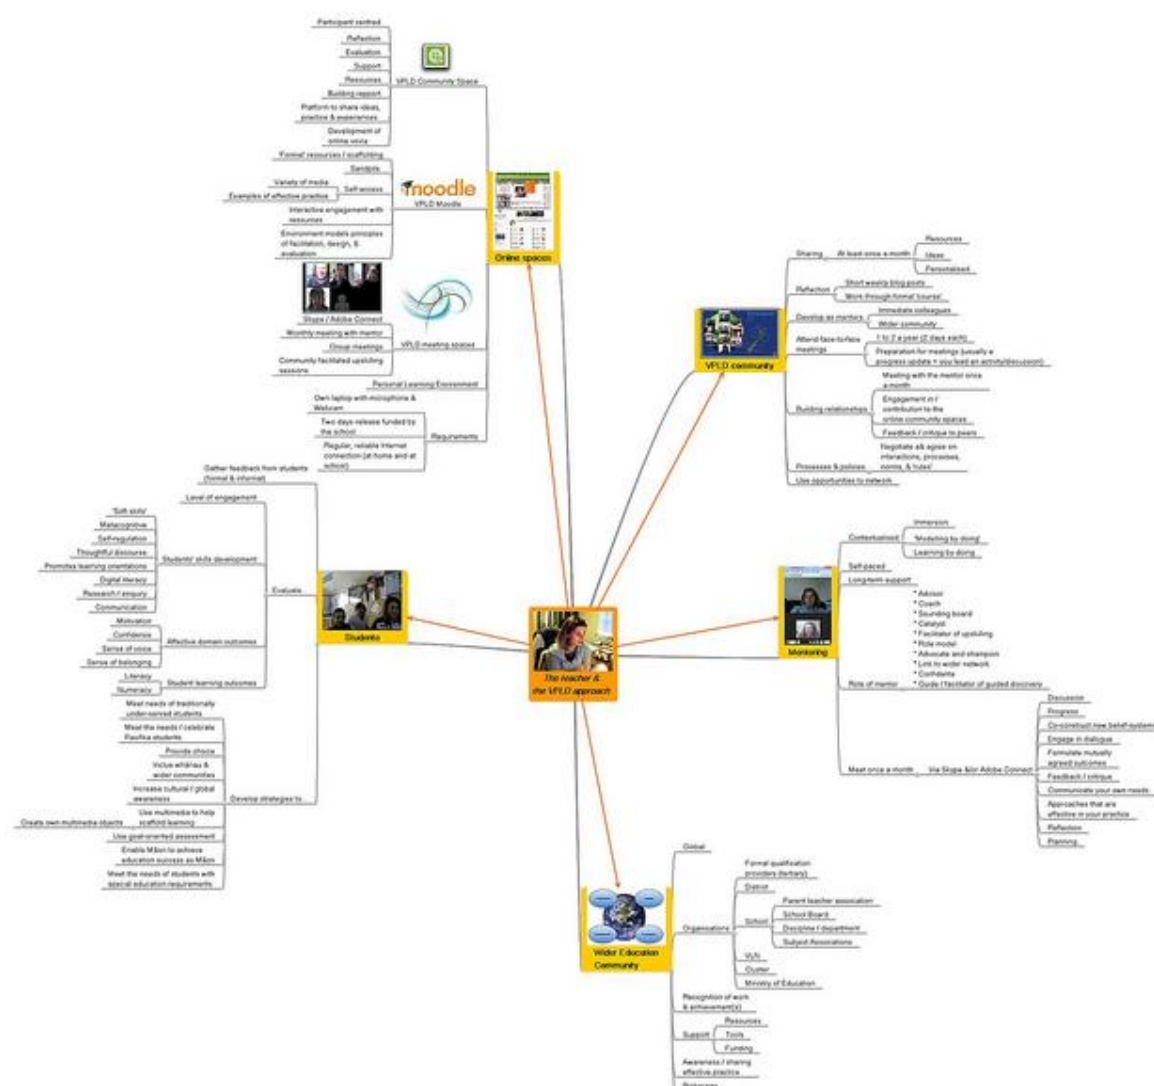 Participant centred
Reflection
Evaluation
Support
Resources
Building rapport
Platform to share ideas,
practice & experiences
Development of
online voice
VPLD Community Space
'Formal' resources / scaffolding
Sandpits
Variety of media
Examples of effective practice
Self-access
Interactive engagement with
resources
Environment models principles
of facilitation, design, &
evaluation
moodle
VPLD Moodle
Skype / Adobe Connect
Monthly meeting with mentor
Group meetings
Community facilitated upskilling
sessions
VPLD meeting spaces
Personal Learning Environment
Own laptop with microphone &
Webcam
Two days release funded by
the school
Regular, reliable Internet
connection (at home and at
school)
Requirements
Online spaces
Sharing
At least once a month
Resources
Ideas
Personalised
Reflection
Short weekly blog posts
Work through formal 'course'
Develop as mentors
Immediate colleagues
Wider community
Attend face-to-face
meetings
1 to 2 a year (2 days each)
Preparation for meetings (usually a
progress update + you lead an activity/discussion)
Building relationships
Meeting with the mentor once
a month
Engagement in /
contribution to the
online community spaces
Feedback / critique to peers
Processes & policies
Negotiate a& agree on
interactions, processes,
norms, & 'rules'
Use opportunities to network
VPLD community
Gather feedback from students
(formal & informal)
Level of engagement
'Soft skills'
Metacognitive
Self-regulation
Thoughtful discourse
Promotes learning orientations
Digital literacy
Research / enquiry
Communication
Students' skills development
Motivation
Confidence
Sense of voice
Sense of belonging
Affective domain outcomes
Literacy
Numeracy
Student learning outcomes
Evaluate
Meet needs of traditionally
under-served students
Meet the needs / celebrate
Pasifika students
Provide choice
Inclue whānau &
wider communities
Increase cultural / global
awareness
Create own multimedia objects
Use multimedia to help
scaffold learning
Use goal-oriented assessment
Enable Māori to achieve
education success as Māori
Meet the needs of students with
special education requirements
Develop strategies to...
Students
The teacher &
the VPLD approach
Contextualised
Immersion
'Modelling by doing'
Learning by doing
Self-paced
Long-term support
Role of mentor
* Advisor
* Coach
* Sounding board
* Catalyst
* Facilitator of upskilling
* Role model
* Advocate and champion
* Link to wider network
* Confidante
* Guide / facilitator of guided discovery
Meet once a month
Via Skype &/or Adobe Connect
Discussion
Progress
Co-construct new belief-systems
Engage in dialogue
Formulate mutually
agreed outcomes
Feedback / critique
Communicate your own needs
Approaches that are
effective in your practice
Reflection
Planning
Mentoring
Global
Organisations
Formal qualification
providers (tertiary)
District
School
Parent teacher association
School Board
Discipline / department
Subject Associations
VLN
Cluster
Ministry of Education
Recognition of work
& achievement(s)
Support
Resources
Tools
Funding
Awareness / sharing
effective practice
Wider Education
Community